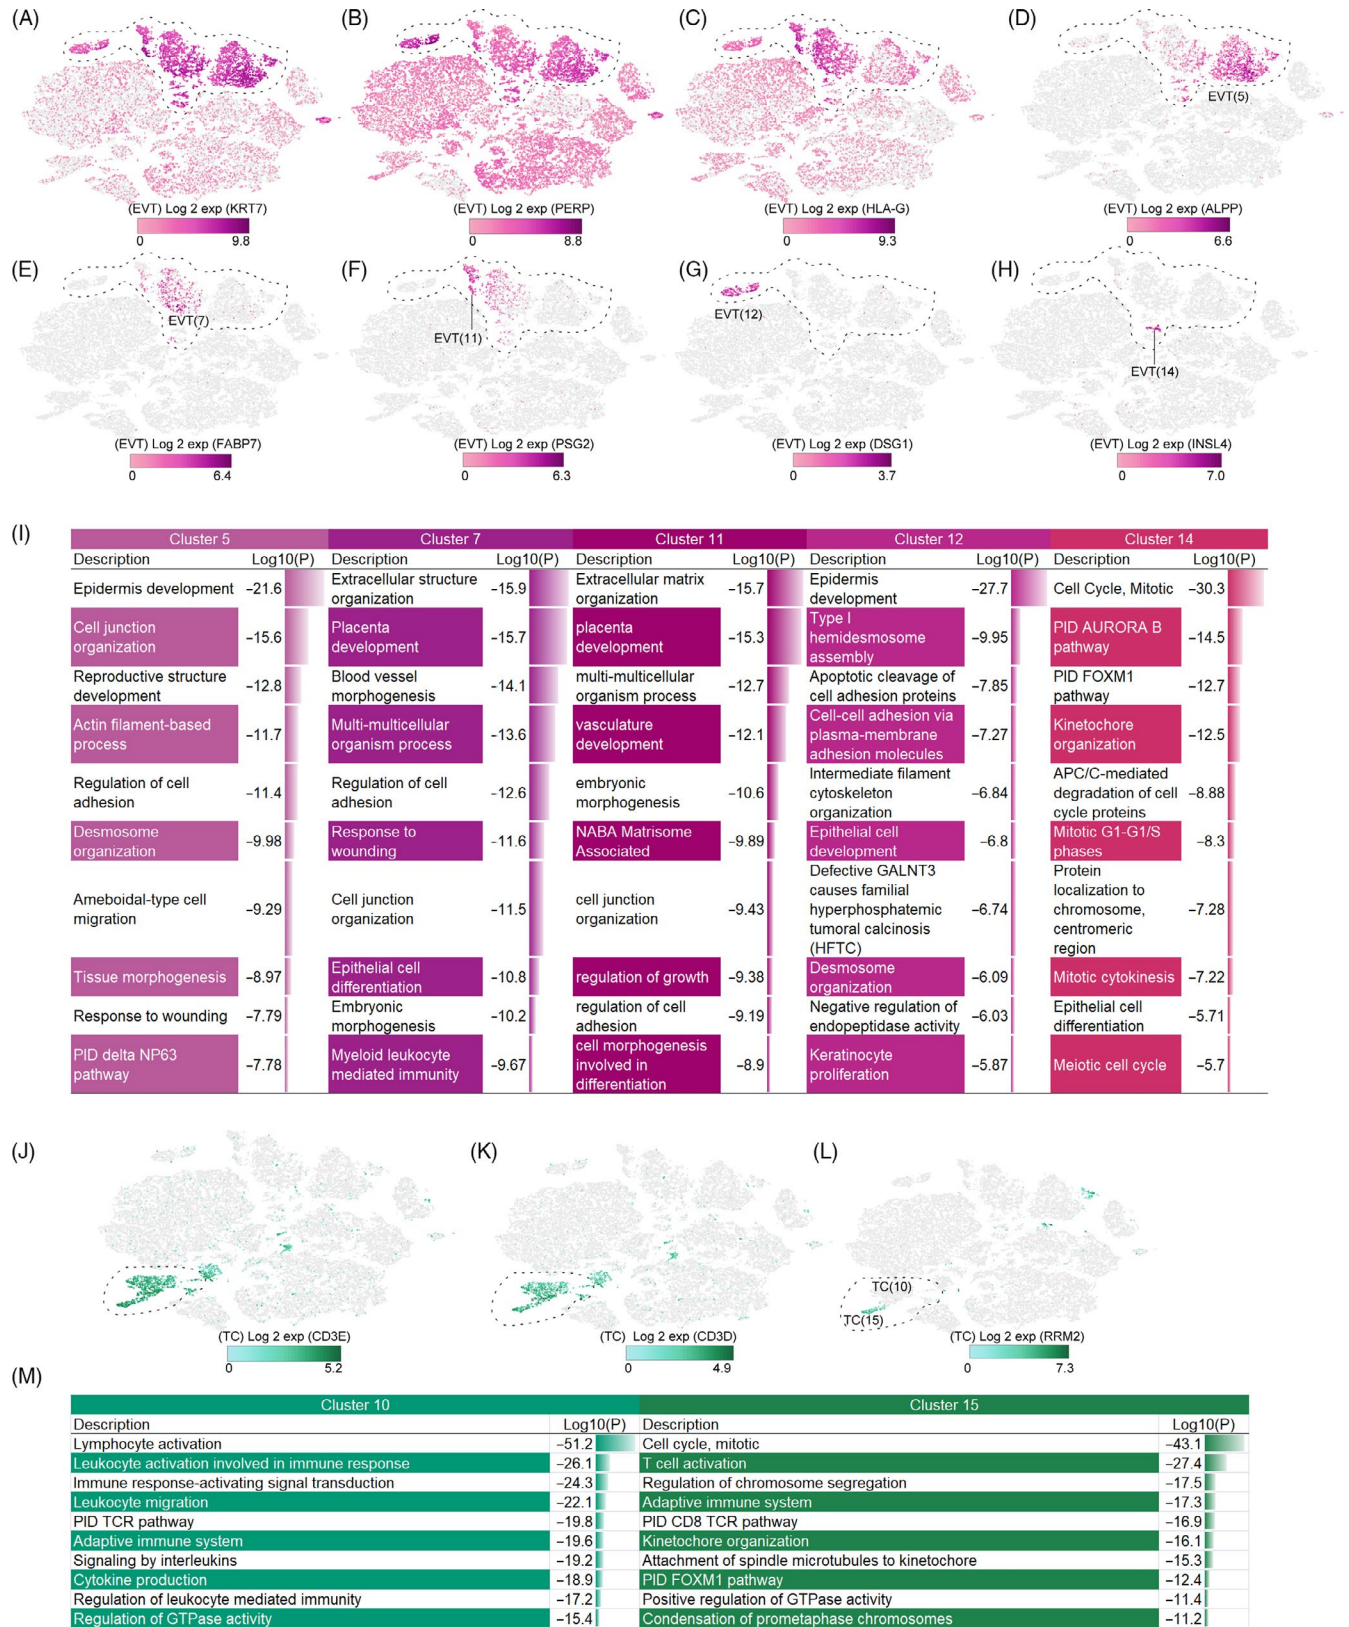 (A)
(B)
(C)
(D)
EVT(5)
(EVT) Log 2 exp (KRT7)
0 9.8
(EVT) Log 2 exp (PERP)
0 8.8
(EVT) Log 2 exp (HLA-G)
0 9.3
(EVT) Log 2 exp (ALPP)
0 6.6
(E)
(F)
(G)
(H)
EVT(7)
EVT(11)
EVT(12)
EVT(14)
(EVT) Log 2 exp (FABP7)
0 6.4
(EVT) Log 2 exp (PSG2)
0 6.3
(EVT) Log 2 exp (DSG1)
0 3.7
(EVT) Log 2 exp (INSL4)
0 7.0
(I)
Cluster 5
Description Log10(P)
Epidermis development −21.6
Cell junction
organization −15.6
Reproductive structure
development −12.8
Actin filament-based
process −11.7
Regulation of cell
adhesion −11.4
Desmosome
organization −9.98
Ameboidal-type cell
migration −9.29
Tissue morphogenesis −8.97
Response to wounding −7.79
PID delta NP63
pathway −7.78
Cluster 7
Description Log10(P)
Extracellular structure
organization −15.9
Placenta
development −15.7
Blood vessel
morphogenesis −14.1
Multi-multicellular
organism process −13.6
Regulation of cell
adhesion −12.6
Response to
wounding −11.6
Cell junction
organization −11.5
Epithelial cell
differentiation −10.8
Embryonic
morphogenesis −10.2
Myeloid leukocyte
mediated immunity −9.67
Cluster 11
Description Log10(P)
Extracellular matrix
organization −15.7
placenta
development −15.3
multi-multicellular
organism process −12.7
vasculature
development −12.1
embryonic
morphogenesis −10.6
NABA Matrisome
Associated −9.89
cell junction
organization −9.43
regulation of growth −9.38
regulation of cell
adhesion −9.19
cell morphogenesis
involved in
differentiation −8.9
Cluster 12
Description Log10(P)
Epidermis
development −27.7
Type I
hemidesmosome
assembly −9.95
Apoptotic cleavage of
cell adhesion proteins −7.85
Cell-cell adhesion via
plasma-membrane
adhesion molecules −7.27
Intermediate filament
cytoskeleton
organization −6.84
Epithelial cell
development −6.8
Defective GALNT3
causes familial
hyperphosphatemic
tumoral calcinosis
(HFTC) −6.74
Desmosome
organization −6.09
Negative regulation of
endopeptidase activity −6.03
Keratinocyte
proliferation −5.87
Cluster 14
Description Log10(P)
Cell Cycle, Mitotic −30.3
PID AURORA B
pathway −14.5
PID FOXM1
pathway −12.7
Kinetochore
organization −12.5
APC/C-mediated
degradation of cell
cycle proteins −8.88
Mitotic G1-G1/S
phases −8.3
Protein
localization to
chromosome,
centromeric
region −7.28
Mitotic cytokinesis −7.22
Epithelial cell
differentiation −5.71
Meiotic cell cycle −5.7
(J)
(K)
(L)
TC(10)
TC(15)
(TC) Log 2 exp (CD3E)
0 5.2
(TC) Log 2 exp (CD3D)
0 4.9
(TC) Log 2 exp (RRM2)
0 7.3
(M)
Cluster 10
Description Log10(P)
Lymphocyte activation −51.2
Leukocyte activation involved in immune response −26.1
Immune response-activating signal transduction −24.3
Leukocyte migration −22.1
PID TCR pathway −19.8
Adaptive immune system −19.6
Signaling by interleukins −19.2
Cytokine production −18.9
Regulation of leukocyte mediated immunity −17.2
Regulation of GTPase activity −15.4
Cluster 15
Description Log10(P)
Cell cycle, mitotic −43.1
T cell activation −27.4
Regulation of chromosome segregation −17.5
Adaptive immune system −17.3
PID CD8 TCR pathway −16.9
Kinetochore organization −16.1
Attachment of spindle microtubules to kinetochore −15.3
PID FOXM1 pathway −12.4
Positive regulation of GTPase activity −11.4
Condensation of prometaphase chromosomes −11.2